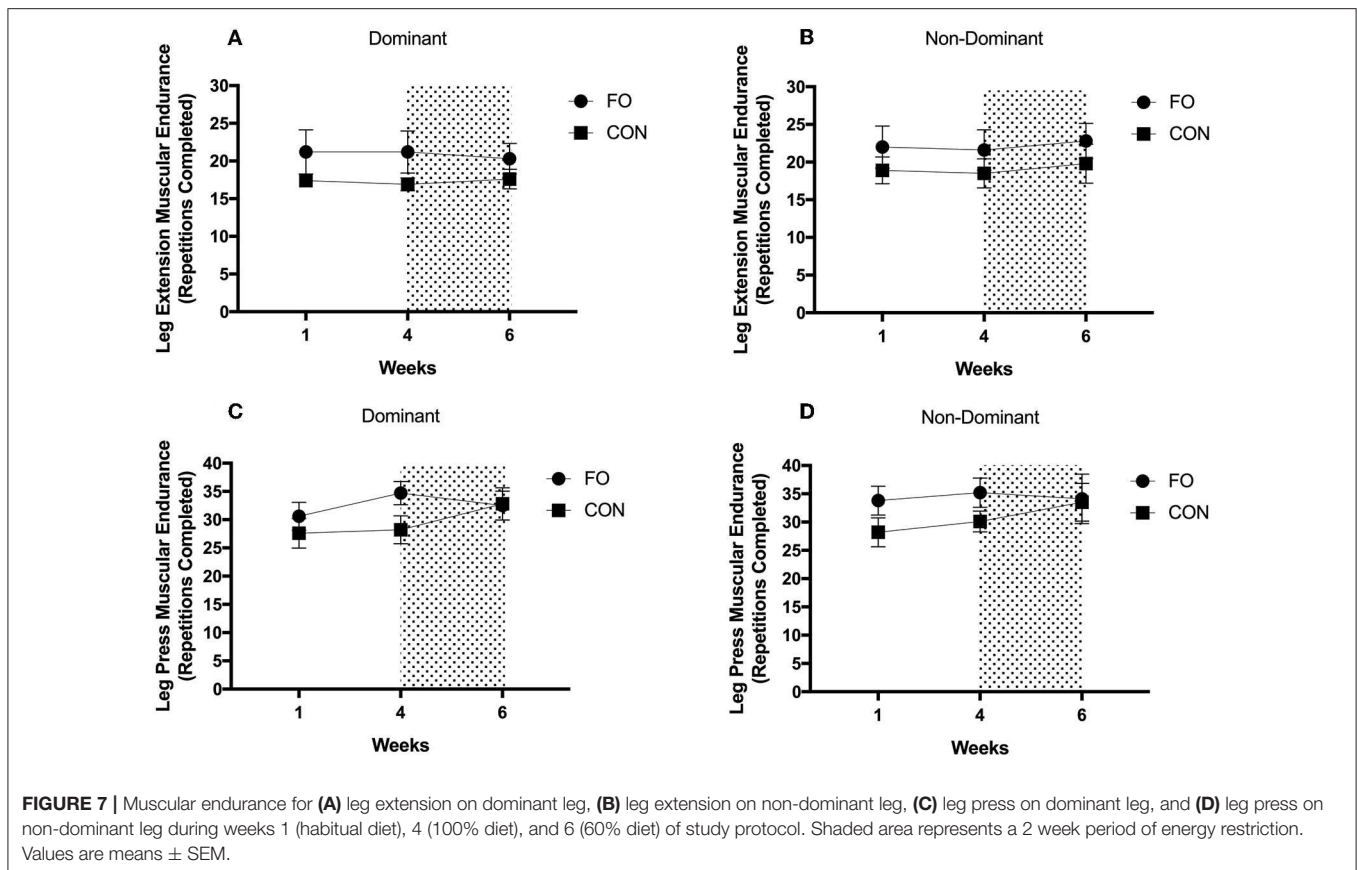 A
Dominant
Leg Extension Muscular Endurance
(Repetitions Completed)
30
25
20
15
10
5
0
1
4
6
Weeks
FO
CON
B
Non-Dominant
Leg Extension Muscular Endurance
(Repetitions Completed)
30
25
20
15
10
5
0
1
4
6
Weeks
FO
CON
C
Dominant
Leg Press Muscular Endurance
(Repetitions Completed)
40
35
30
25
20
15
10
5
0
1
4
6
Weeks
FO
CON
D
Non-Dominant
Leg Press Muscular Endurance
(Repetitions Completed)
40
35
30
25
20
15
10
5
0
1
4
6
Weeks
FO
CON
FIGURE 7 | Muscular endurance for (A) leg extension on dominant leg, (B) leg extension on non-dominant leg, (C) leg press on dominant leg, and (D) leg press on
non-dominant leg during weeks 1 (habitual diet), 4 (100% diet), and 6 (60% diet) of study protocol. Shaded area represents a 2 week period of energy restriction.
Values are means ± SEM.